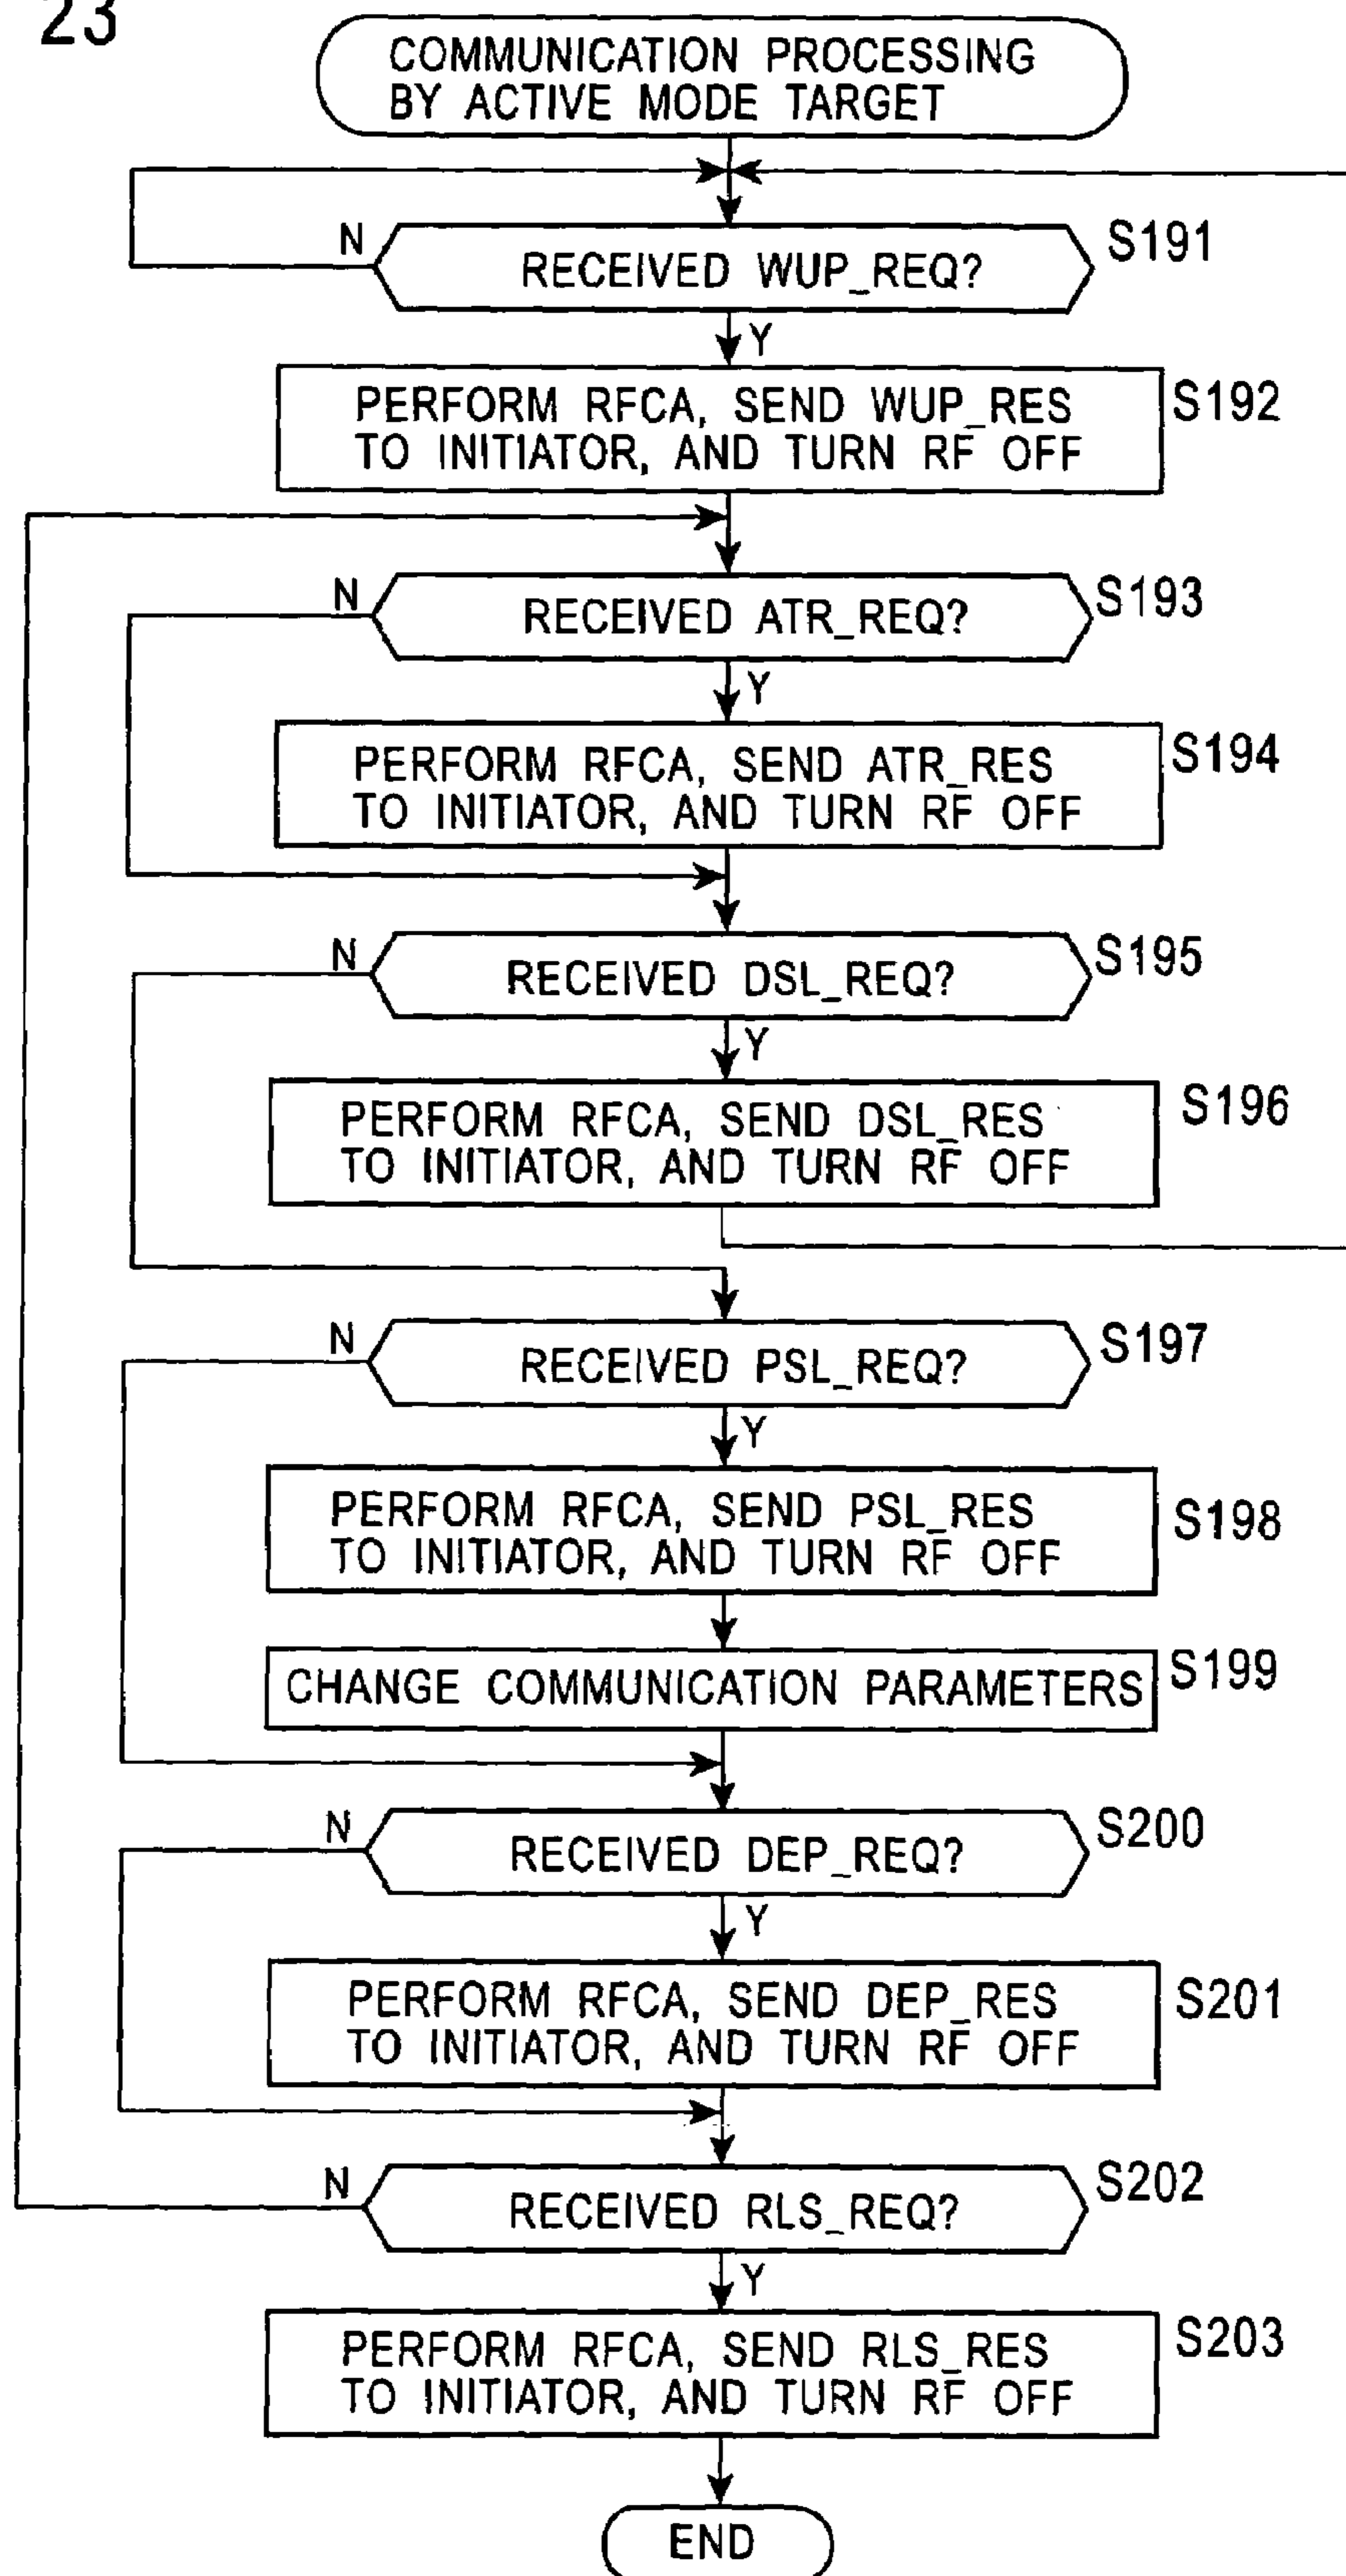 23
COMMUNICATION PROCESSING
BY ACTIVE MODE TARGET
N
RECEIVED WUP_REQ?
S191
Y
PERFORM RFCA, SEND WUP_RES
TO INITIATOR, AND TURN RF OFF
S192
N
RECEIVED ATR_REQ?
S193
Y
PERFORM RFCA, SEND ATR_RES
TO INITIATOR, AND TURN RF OFF
S194
N
RECEIVED DSL_REQ?
S195
Y
PERFORM RFCA, SEND DSL_RES
TO INITIATOR, AND TURN RF OFF
S196
N
RECEIVED PSL_REQ?
S197
Y
PERFORM RFCA, SEND PSL_RES
TO INITIATOR, AND TURN RF OFF
S198
CHANGE COMMUNICATION PARAMETERS
S199
N
RECEIVED DEP_REQ?
S200
Y
PERFORM RFCA, SEND DEP_RES
TO INITIATOR, AND TURN RF OFF
S201
N
RECEIVED RLS_REQ?
S202
Y
PERFORM RFCA, SEND RLS_RES
TO INITIATOR, AND TURN RF OFF
S203
END